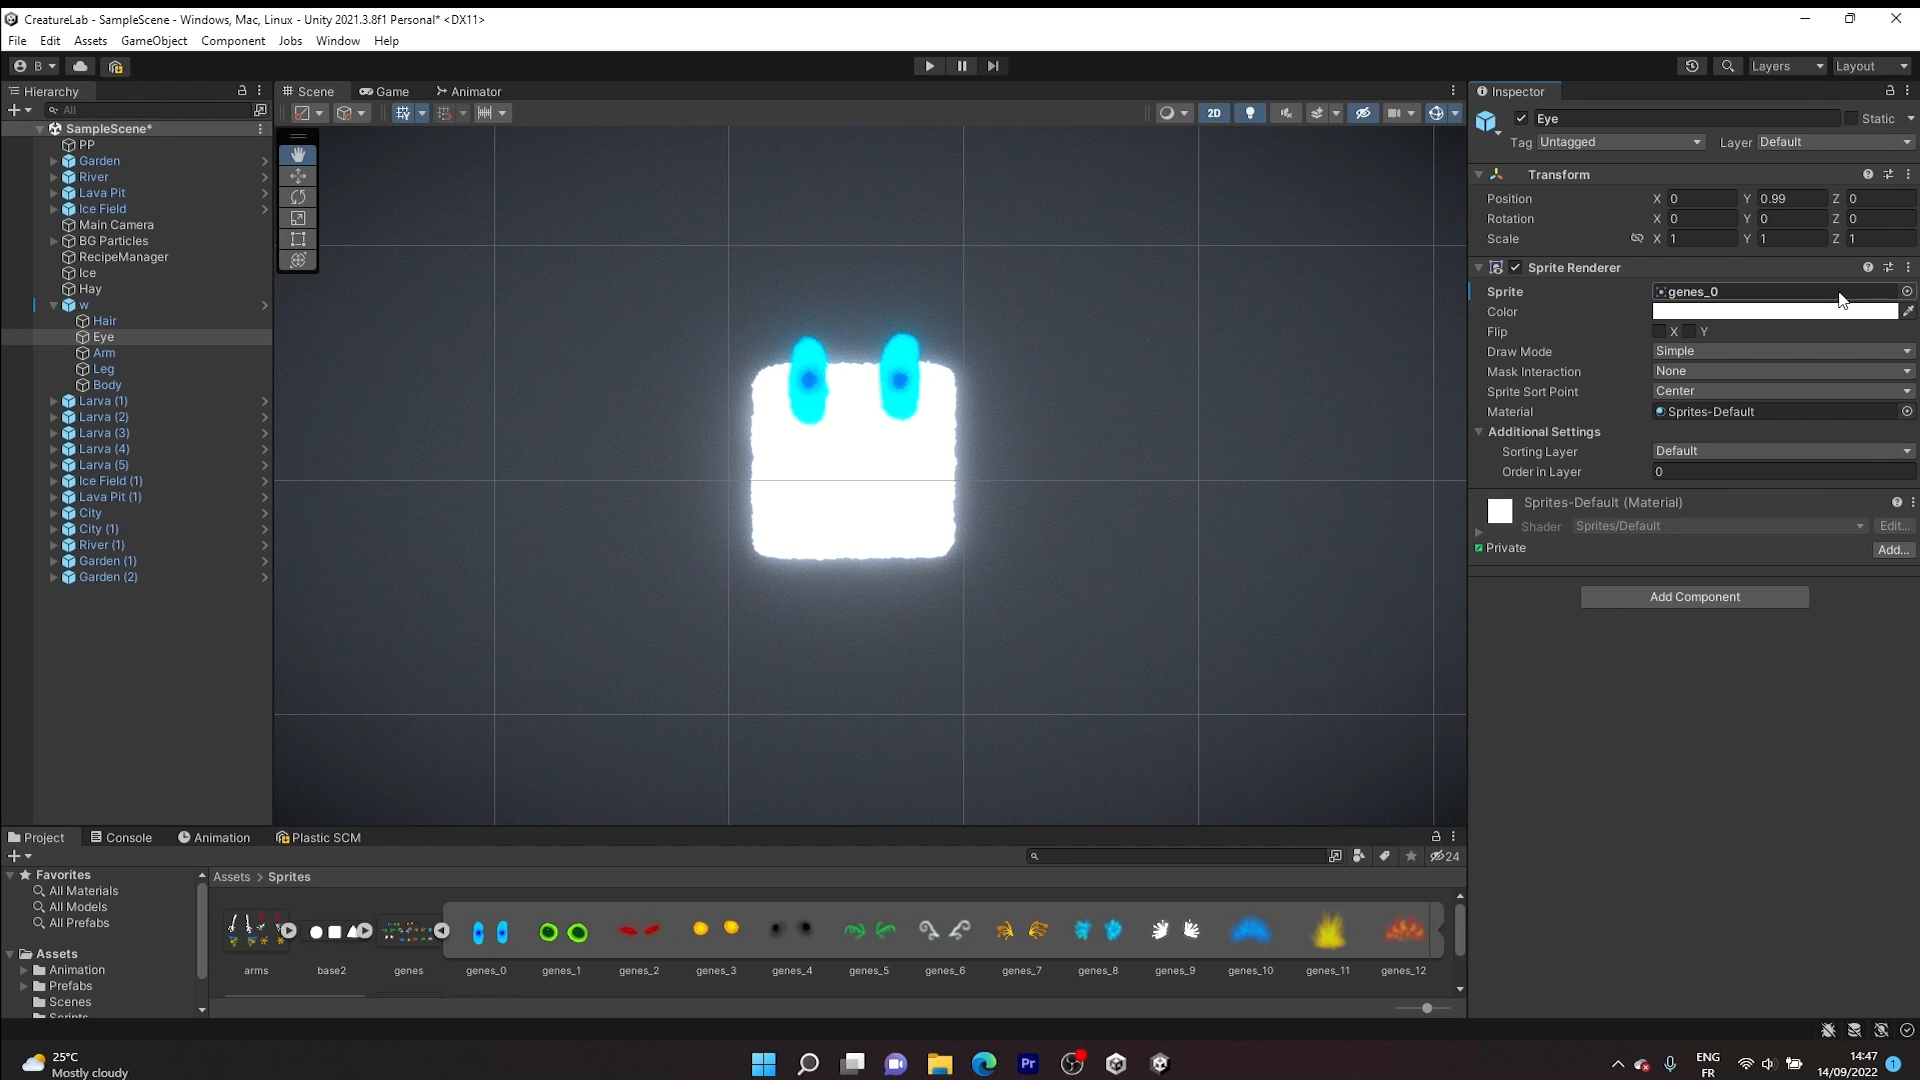 CreatureLab - SampleScene - Windows, Mac, Linux - Unity 2021.3.8f1 Personal* <DX11>
File Edit Assets GameObject Component Jobs Window Help
B Layers Layout
Hierarchy
All
SampleScene*
PP
Garden
River
Lava Pit
Ice Field
Main Camera
BG Particles
RecipeManager
Ice
Hay
w
Hair
Eye
Arm
Leg
Body
Larva (1)
Larva (2)
Larva (3)
Larva (4)
Larva (5)
Ice Field (1)
Lava Pit (1)
City
City (1)
River (1)
Garden (1)
Garden (2)
Scene Game Animator
2D
Inspector
Eye Static
Tag Untagged Layer Default
Transform
Position X 0 Y 0.99 Z 0
Rotation X 0 Y 0 Z 0
Scale X 1 Y 1 Z 1
Sprite Renderer
Sprite genes_0
Color
Flip X Y
Draw Mode Simple
Mask Interaction None
Sprite Sort Point Center
Material Sprites-Default
Additional Settings
Sorting Layer Default
Order in Layer 0
Sprites-Default (Material)
Shader Sprites/Default Edit...
Private Add...
Add Component
Project Console Animation Plastic SCM
24
Favorites
All Materials
All Models
All Prefabs
Assets
Animation
Prefabs
Scenes
Scripts
Assets > Sprites
arms base2 genes genes_0 genes_1 genes_2 genes_3 genes_4 genes_5 genes_6 genes_7 genes_8 genes_9 genes_10 genes_11 genes_12
25°C
Mostly cloudy
Pr
ENG
FR
14:47
14/09/2022
1